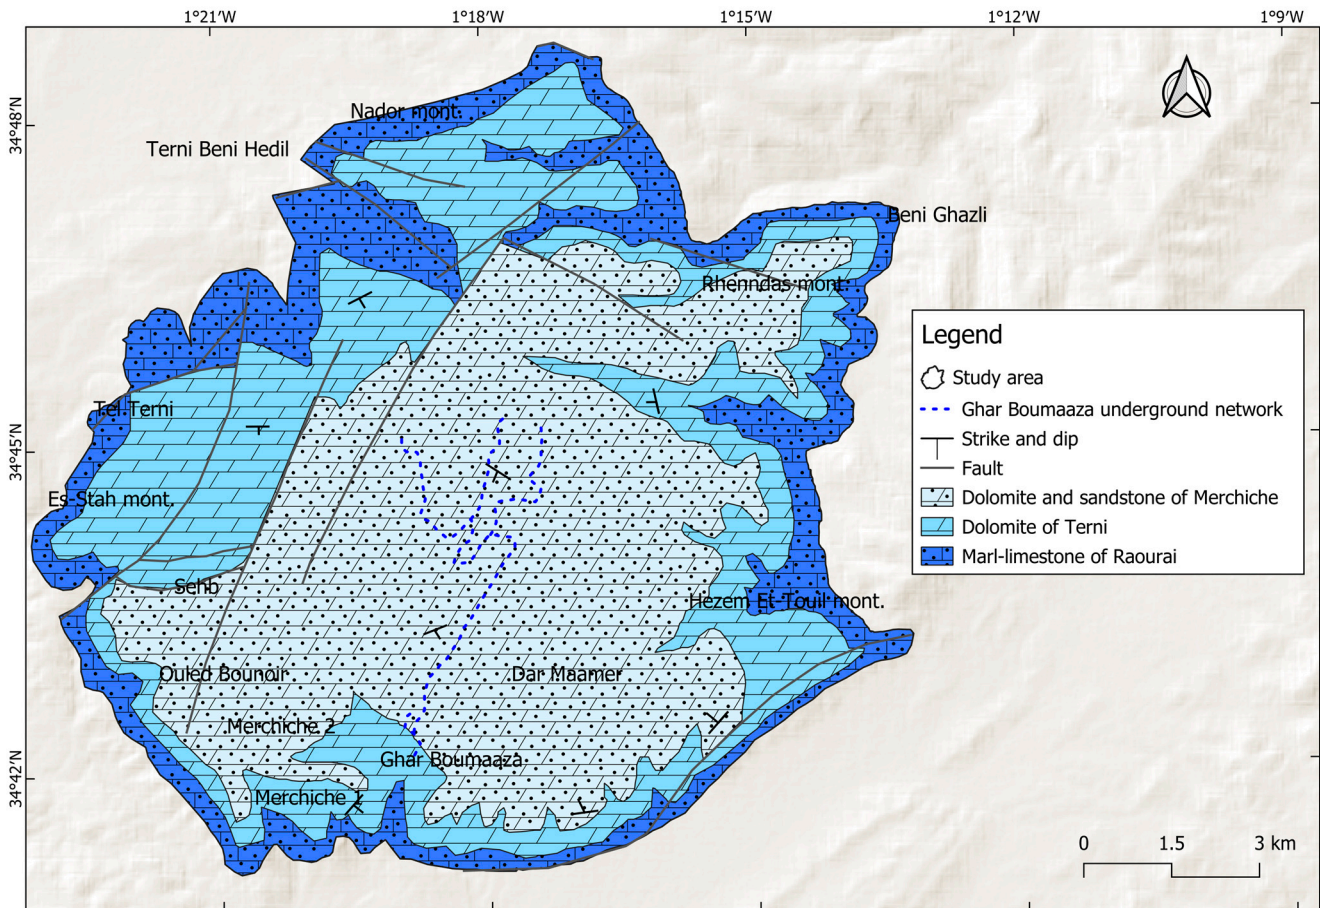 1°21'W
1°18'W
1°15'W
1°12'W
1°9'W
34°48'N
34°45'N
34°42'N
Nador mont.
Terni Beni Hedil
Beni Ghazli
Rhenndas mont.
Tel Terni
Es-Stah mont.
Sehb
Hezem Et-Touil mont.
Ouled Bounoir
Dar Maamer
Merchiche 2
Ghar Boumaaza
Merchiche 1
Legend
Study area
Ghar Boumaaza underground network
Strike and dip
Fault
Dolomite and sandstone of Merchiche
Dolomite of Terni
Marl-limestone of Raourai
0 1.5 3 km